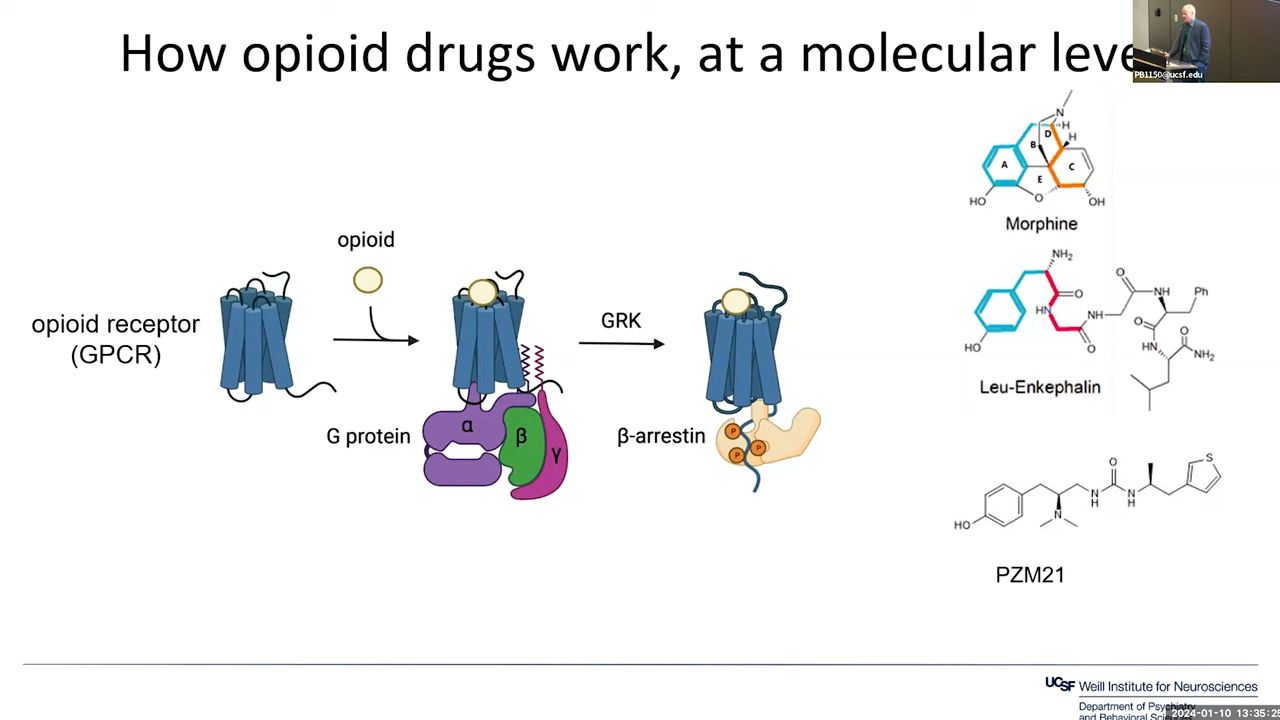 How opioid drugs work, at a molecular leve
PB1150@ucsf.edu
opioid
opioid receptor
(GPCR)
G protein
α
β
γ
GRK
β-arrestin
P
P
P
N
H
H
D
B
A
C
E
HO
O
OH
Morphine
NH₂
O
HN
O
NH
O
NH
Ph
O
HN
O
NH₂
HO
Leu-Enkephalin
S
O
N
H
N
H
N
HO
PZM21
UCSF Weill Institute for Neurosciences
Department of Psychiatry
and Behavioral Sci
2024-01-10 13:35:25